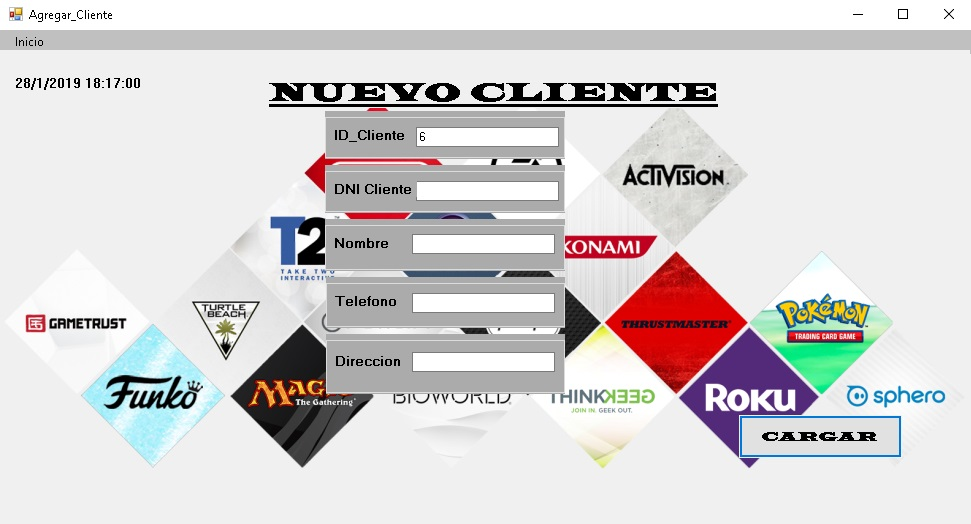 Agregar_Cliente
Inicio
28/1/2019 18:17:00
NUEVO CLIENTE
ID_Cliente 6
DNI Cliente
Nombre
Telefono
Direccion
ACTIVISION
T2
TAKE TWO
INTERACTIVE
KONAMI
GAMETRUST
TURTLE
BEACH
THRUSTMASTER
POKÉMON
TRADING CARD GAME
Funko
MAG
The Gathering
BIOWORLD
THINKGEEK
JOIN IN. GEEK OUT.
ROKU
sphero
CARGAR